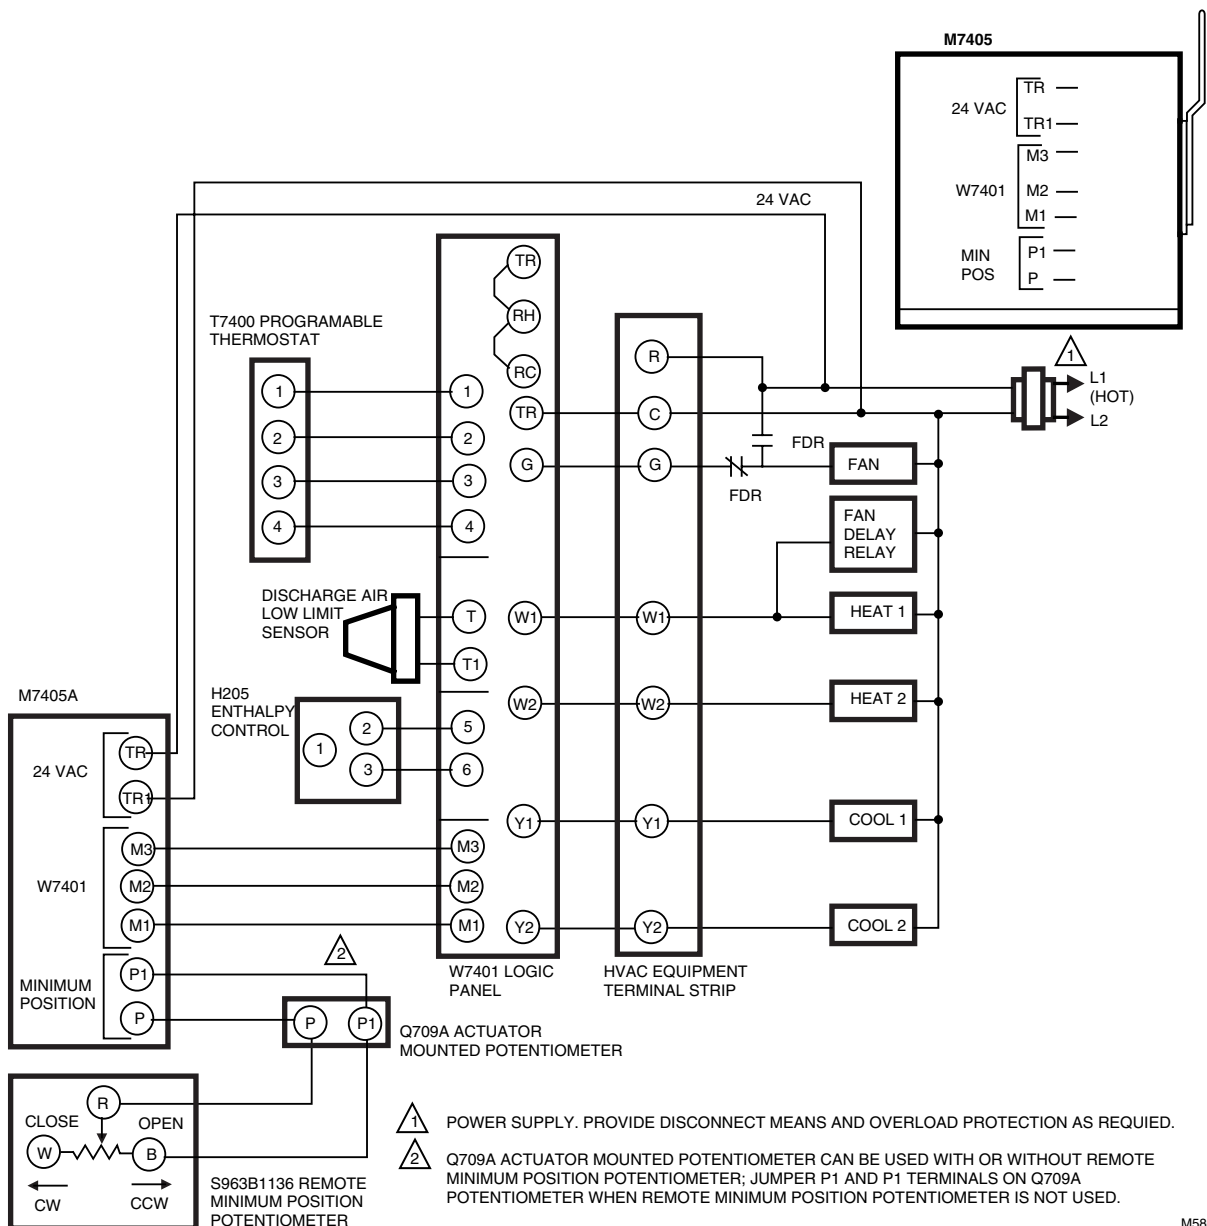 M7405
TR
24 VAC
TR1
M3
W7401
M2
M1
MIN
POS
P1
P
24 VAC
TR
RH
RC
TR
G
T7400 PROGRAMABLE
THERMOSTAT
1
2
3
4
1
2
3
4
R
C
G
1
L1
(HOT)
L2
FDR
FDR
FAN
FAN
DELAY
RELAY
DISCHARGE AIR
LOW LIMIT
SENSOR
T
T1
W1
W1
HEAT 1
H205
ENTHALPY
CONTROL
1
2
3
5
6
W2
W2
HEAT 2
M7405A
24 VAC
TR
TR1
W7401
M3
M2
M1
M3
M2
M1
Y1
Y1
COOL 1
Y2
Y2
COOL 2
MINIMUM
POSITION
P1
P
2
W7401 LOGIC
PANEL
HVAC EQUIPMENT
TERMINAL STRIP
P
P1
Q709A ACTUATOR
MOUNTED POTENTIOMETER
R
CLOSE
OPEN
W
B
CW
CCW
S963B1136 REMOTE
MINIMUM POSITION
POTENTIOMETER
1
POWER SUPPLY. PROVIDE DISCONNECT MEANS AND OVERLOAD PROTECTION AS REQUIED.
2
Q709A ACTUATOR MOUNTED POTENTIOMETER CAN BE USED WITH OR WITHOUT REMOTE
MINIMUM POSITION POTENTIOMETER; JUMPER P1 AND P1 TERMINALS ON Q709A
POTENTIOMETER WHEN REMOTE MINIMUM POSITION POTENTIOMETER IS NOT USED.
M58